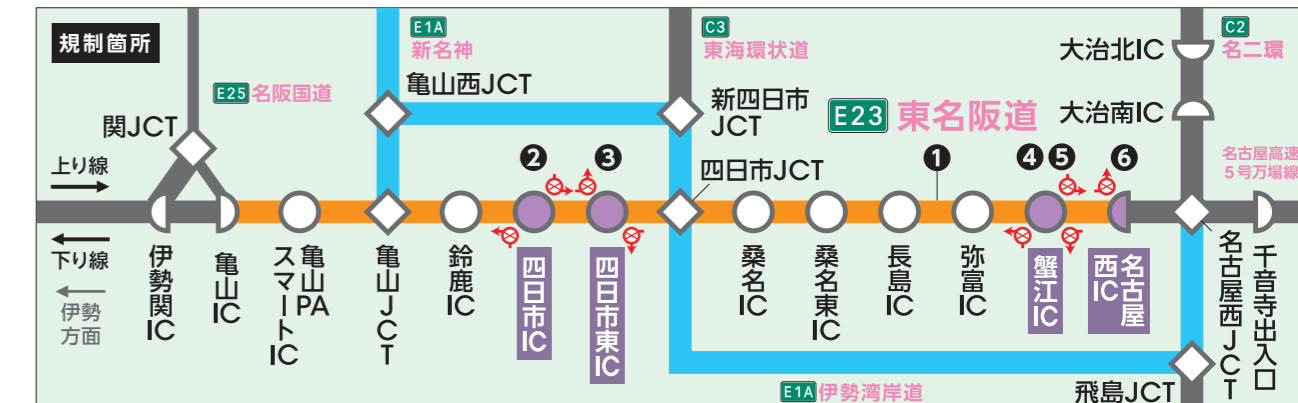 規制箇所
E1A
新名神
C3
東海環状道
大治北IC
C2
名二環
E25 名阪国道
亀山西JCT
新四日市
JCT
E23 東名阪道
大治南IC
関JCT
名古屋高速
5号万場線
上り線
❷
❸
四日市JCT
❶
❹
❺
❻
下り線
伊勢
方面
伊勢関IC
亀山IC
亀山PA
スマートIC
亀山JCT
鈴鹿IC
四日市IC
四日市東IC
桑名IC
桑名東IC
長島IC
弥富IC
蟹江IC
名古屋
西IC
名古屋西JCT
千音寺出入口
E1A 伊勢湾岸道
飛島JCT